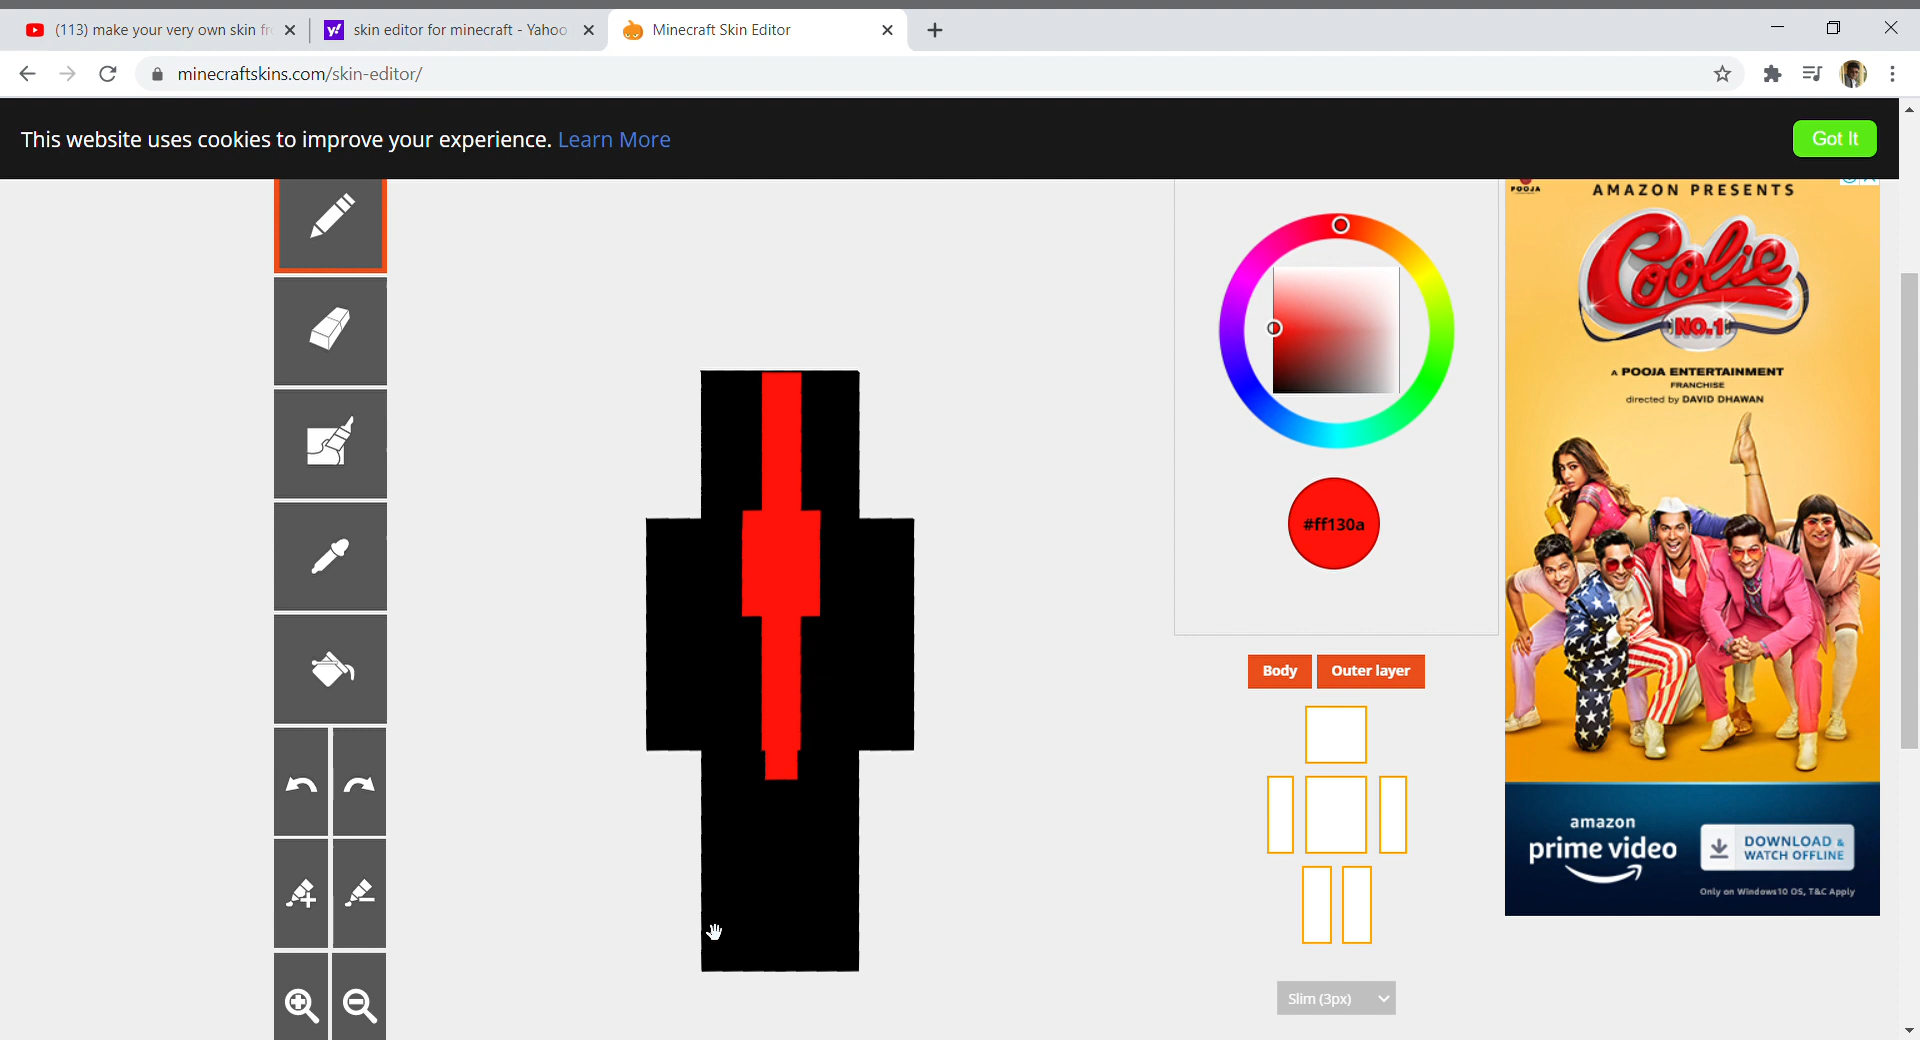 (113) make your very own skin fr
skin editor for minecraft - Yahoo
Minecraft Skin Editor
minecraftskins.com/skin-editor/
This website uses cookies to improve your experience. Learn More
Got It
#ff130a
Body
Outer layer
Slim (3px)
POOJA
AMAZON PRESENTS
Coolie
NO.1
A POOJA ENTERTAINMENT
FRANCHISE
directed by DAVID DHAWAN
amazon
prime video
DOWNLOAD &
WATCH OFFLINE
Only on Windows10 OS, T&C Apply